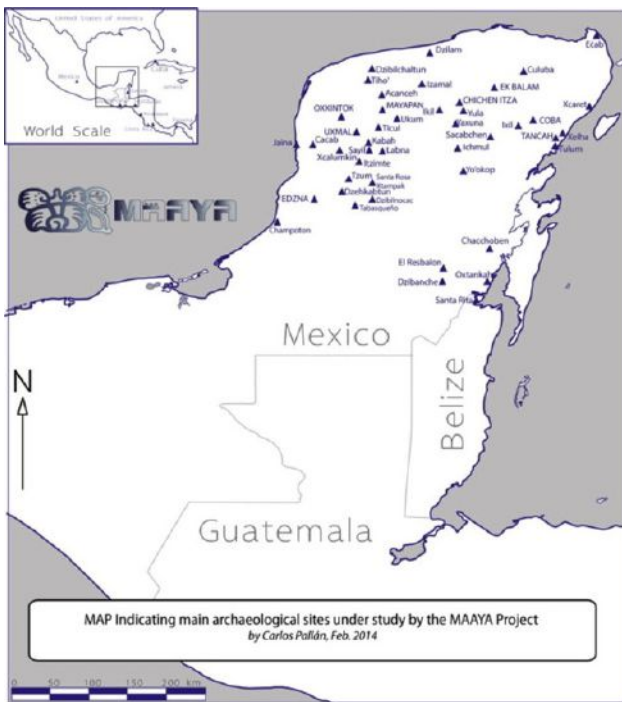 United States of America
Mexico
Cuba
World Scale
MAAYA
N
Ecab
Dzilam
Dzibilchaltun
Tiho'
Izamal
Culuba
Acanceh
EK BALAM
OXKINTOK
MAYAPAN
Ikil
CHICHEN ITZA
Xcaret
Yula
Ukum
COBA
UXMAL
Ticul
Yaxuna
Ixil
Sacabchen
TANCAH
Xelha
Jaina
Cacab
Kabah
Tulum
Sayil
Labna
Ichmul
Xcalumkin
Itzimte
Yo'okop
Tzum
Santa Rosa
Xtampak
Dzehkabtun
EDZNA
Dzibilnocac
Tabasqueño
Champoton
Chacchoben
El Resbalon
Dzibanche
Oxtankah
Santa Rita
Mexico
Belize
Guatemala
MAP Indicating main archaeological sites under study by the MAAYA Project
by Carlos Pallán, Feb. 2014
0 50 100 150 200 km